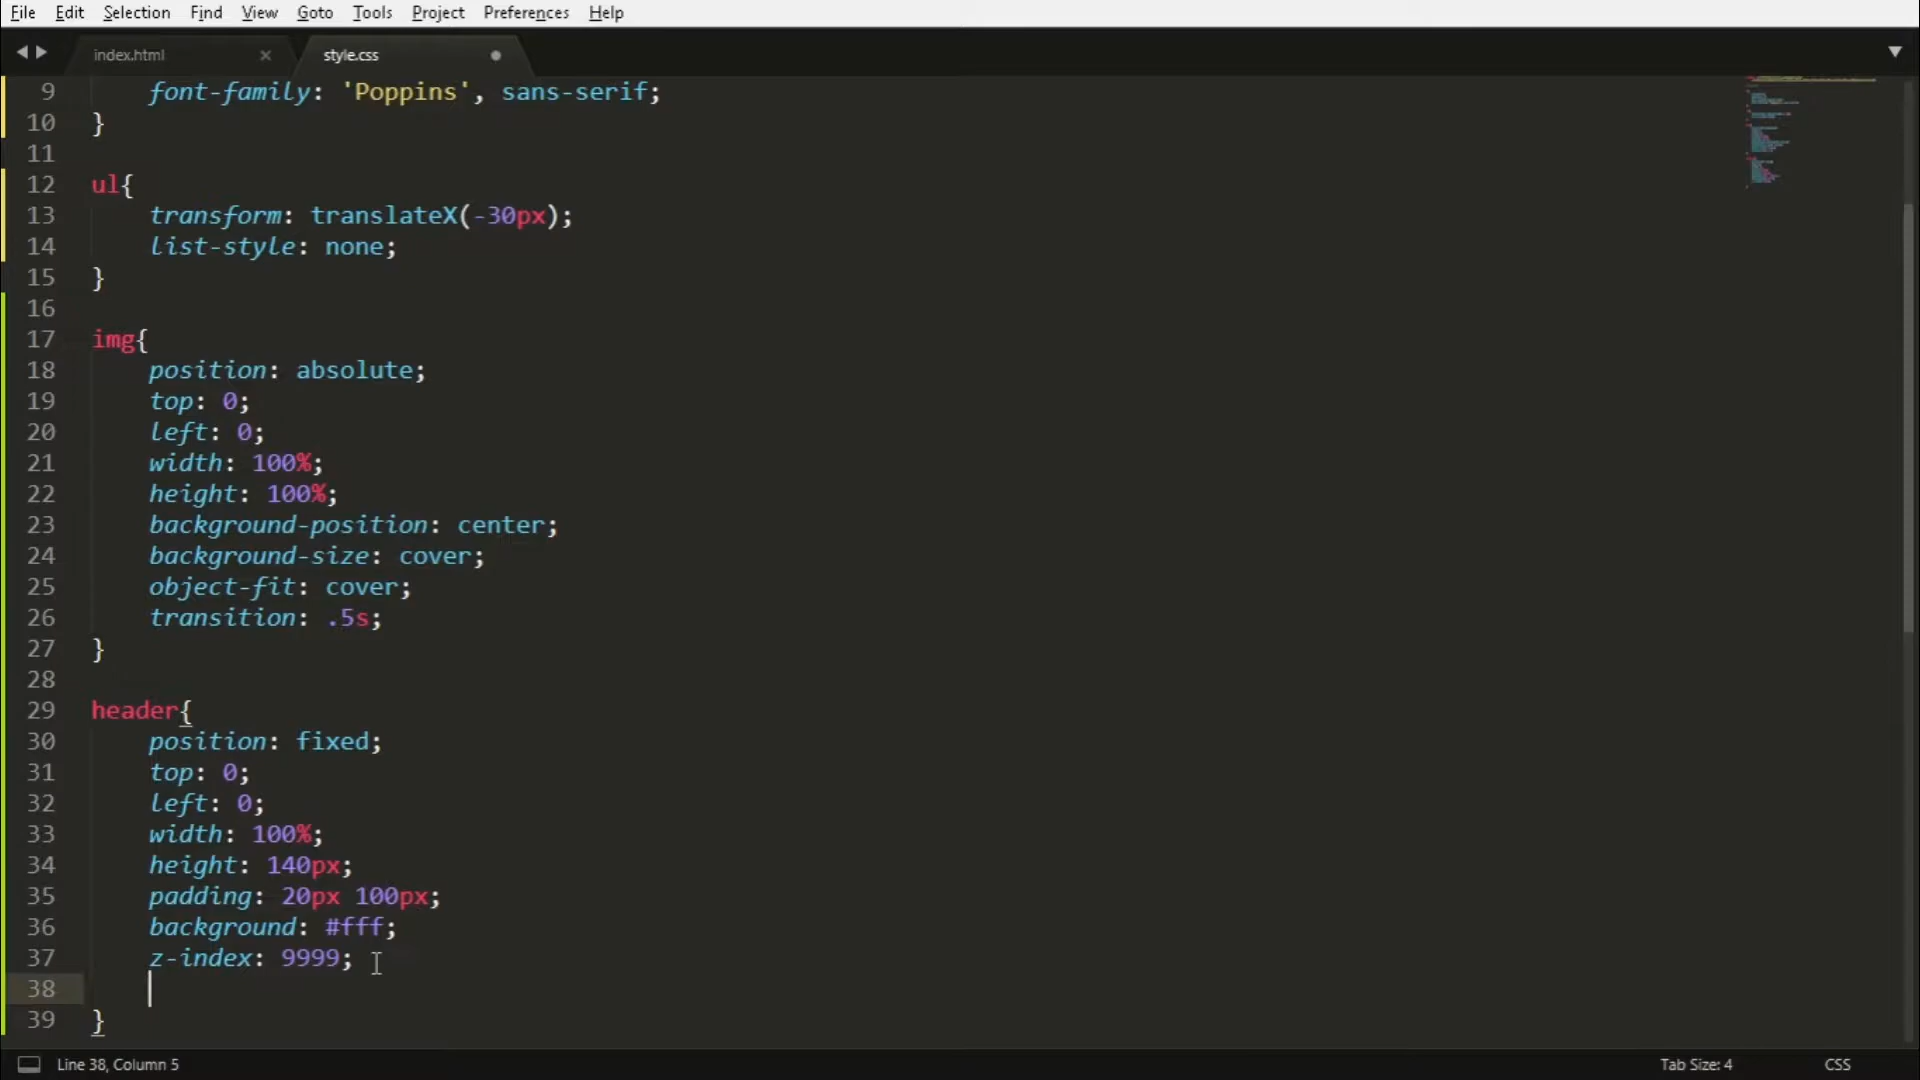 File Edit Selection Find View Goto Tools Project Preferences Help
index.html style.css
9 font-family: 'Poppins', sans-serif;
10 }
11
12 ul{
13 transform: translateX(-30px);
14 list-style: none;
15 }
16
17 img{
18 position: absolute;
19 top: 0;
20 left: 0;
21 width: 100%;
22 height: 100%;
23 background-position: center;
24 background-size: cover;
25 object-fit: cover;
26 transition: .5s;
27 }
28
29 header{
30 position: fixed;
31 top: 0;
32 left: 0;
33 width: 100%;
34 height: 140px;
35 padding: 20px 100px;
36 background: #fff;
37 z-index: 9999;
38
39 }
Line 38, Column 5 Tab Size: 4 CSS